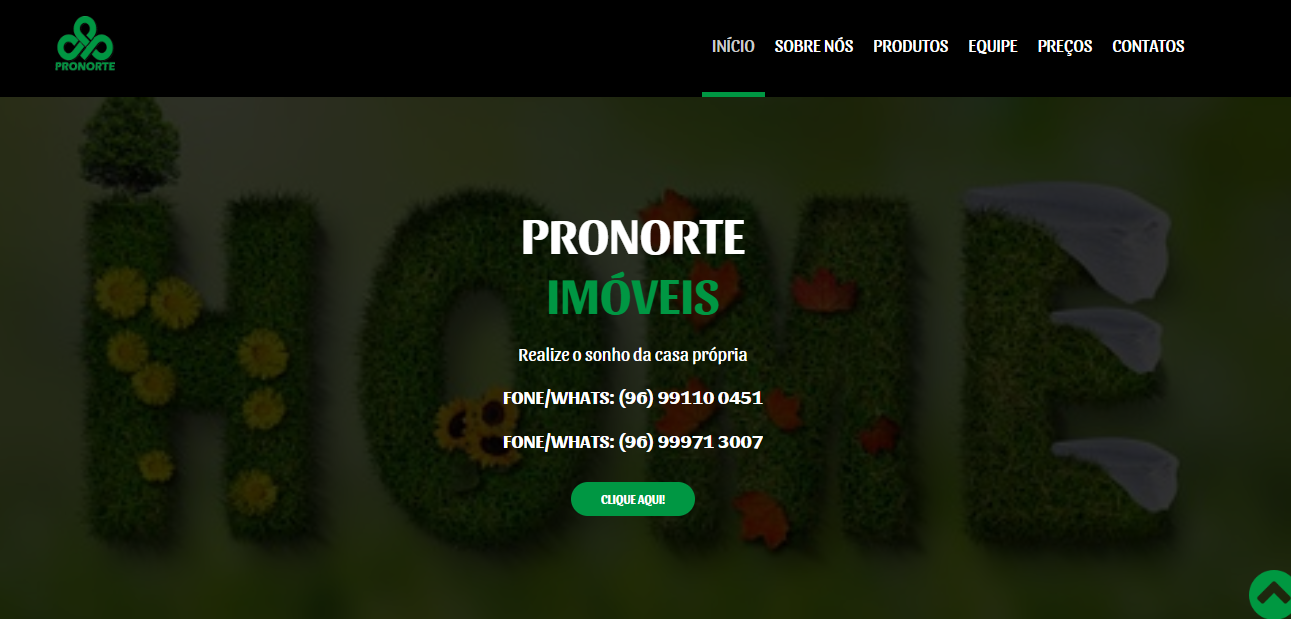 PRONORTE
INÍCIO SOBRE NÓS PRODUTOS EQUIPE PREÇOS CONTATOS
HOME
PRONORTE
IMÓVEIS
Realize o sonho da casa própria
FONE/WHATS: (96) 99110 0451
FONE/WHATS: (96) 99971 3007
CLIQUE AQUI!